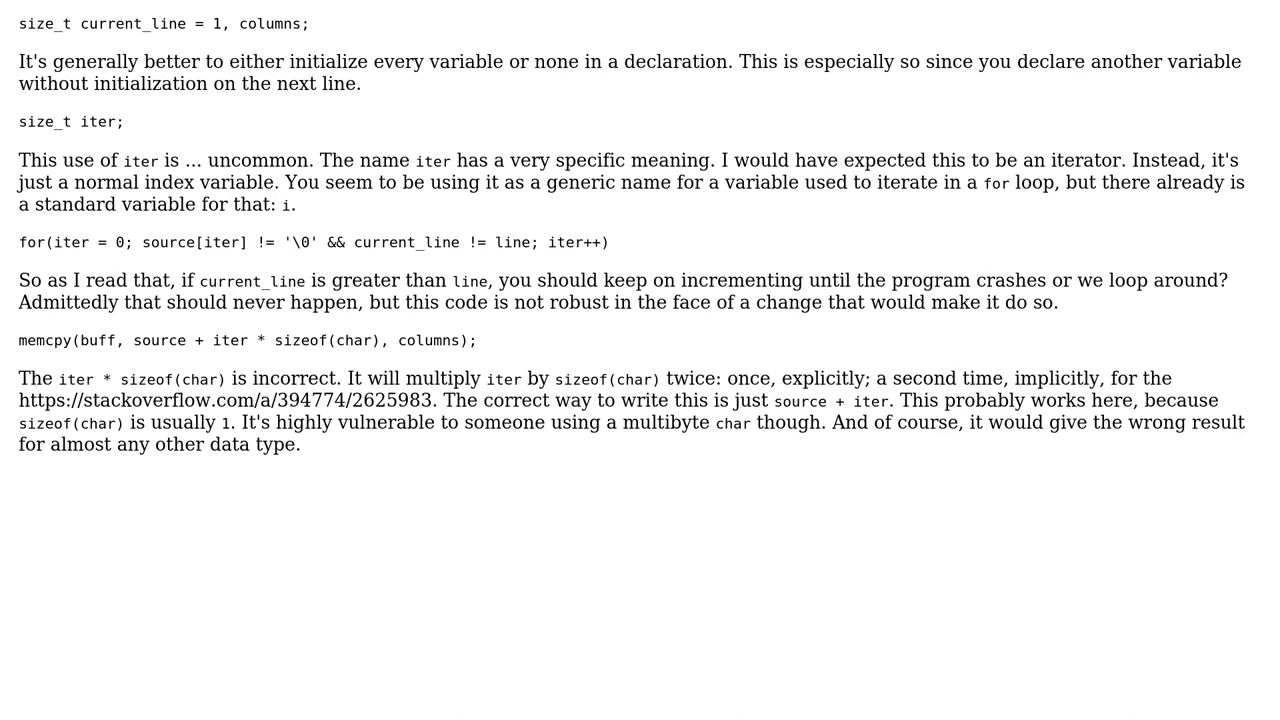 size_t current_line = 1, columns;
It's generally better to either initialize every variable or none in a declaration. This is especially so since you declare another variable
without initialization on the next line.
size_t iter;
This use of iter is ... uncommon. The name iter has a very specific meaning. I would have expected this to be an iterator. Instead, it's
just a normal index variable. You seem to be using it as a generic name for a variable used to iterate in a for loop, but there already is
a standard variable for that: i.
for(iter = 0; source[iter] != '\0' && current_line != line; iter++)
So as I read that, if current_line is greater than line, you should keep on incrementing until the program crashes or we loop around?
Admittedly that should never happen, but this code is not robust in the face of a change that would make it do so.
memcpy(buff, source + iter * sizeof(char), columns);
The iter * sizeof(char) is incorrect. It will multiply iter by sizeof(char) twice: once, explicitly; a second time, implicitly, for the
https://stackoverflow.com/a/394774/2625983. The correct way to write this is just source + iter. This probably works here, because
sizeof(char) is usually 1. It's highly vulnerable to someone using a multibyte char though. And of course, it would give the wrong result
for almost any other data type.